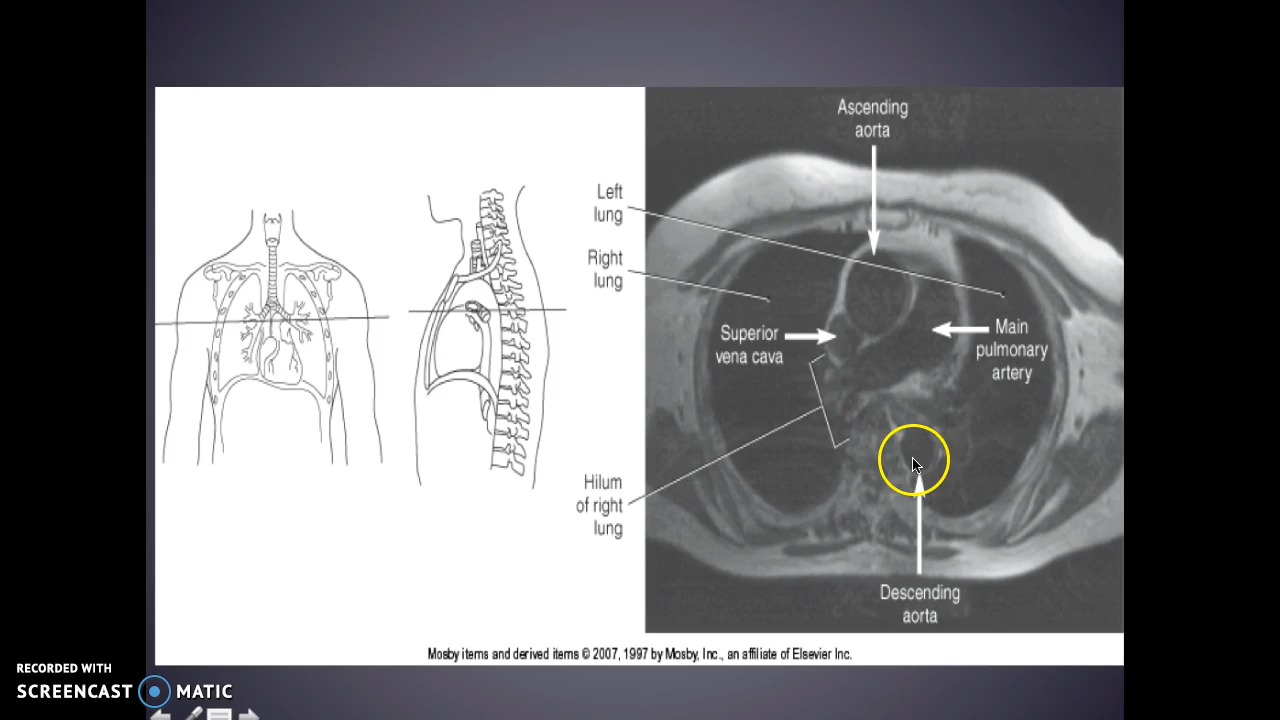 Ascending
aorta
Left
lung
Right
lung
Superior
vena cava
Main
pulmonary
artery
Hilum
of right
lung
Descending
aorta
Mosby items and derived items © 2007, 1997 by Mosby, Inc., an affiliate of Elsevier Inc.
RECORDED WITH
SCREENCAST MATIC